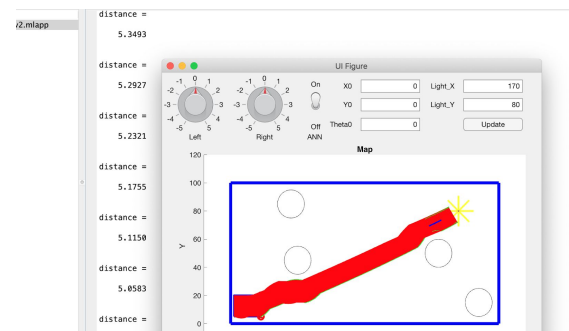 v2.mlapp
distance =
5.3493
distance =
5.2927
distance =
5.2321
distance =
5.1755
distance =
5.1150
distance =
5.0583
distance =
UI Figure
-5 -4 -3 -2 -1 0 1 2 3 4 5
Left
-5 -4 -3 -2 -1 0 1 2 3 4 5
Right
On
Off
ANN
X0 0
Y0 0
Theta0 0
Light_X 170
Light_Y 80
Update
Map
120
100
80
60
40
20
0
Y